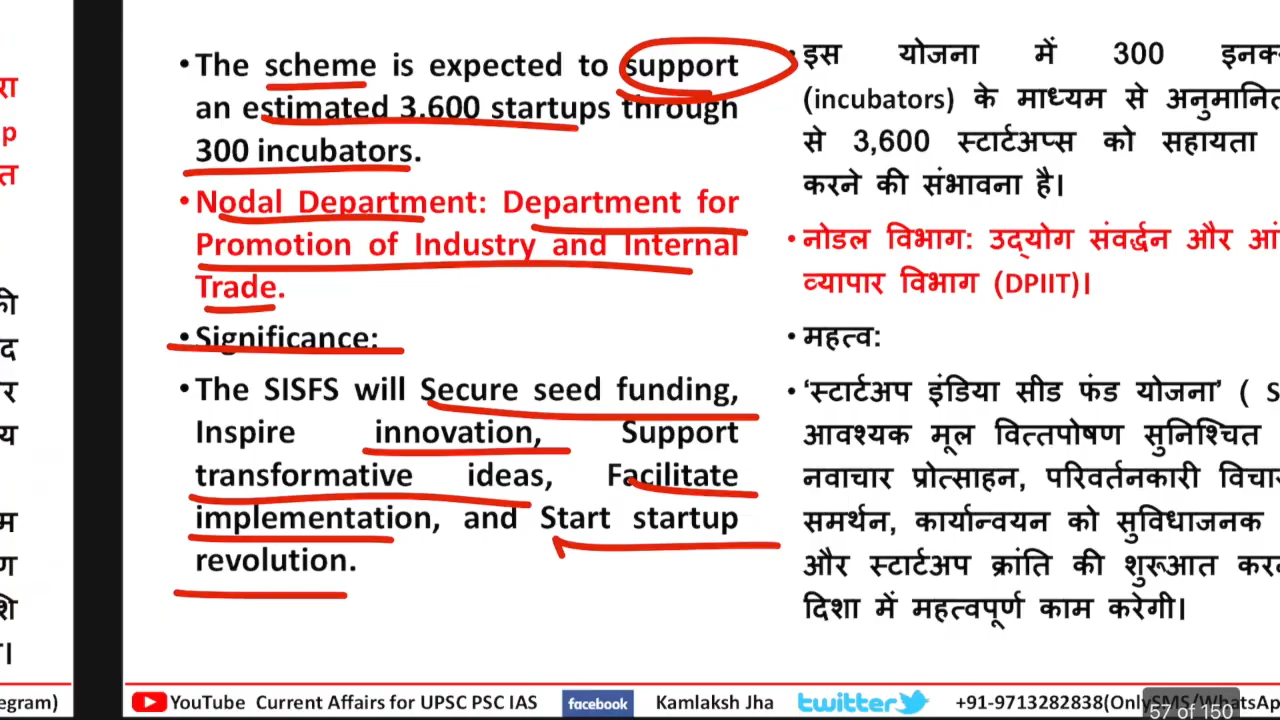 रा
p
त
की
द
र
य
म
ण
शि
।
•The scheme is expected to support
an estimated 3,600 startups through
300 incubators.
•Nodal Department: Department for
Promotion of Industry and Internal
Trade.
•Significance:
•The SISFS will Secure seed funding,
Inspire innovation, Support
transformative ideas, Facilitate
implementation, and Start startup
revolution.
•इस योजना में 300
(incubators) के माध्यम से
से 3,600 स्टार्टअप्स को सहायता
करने की संभावना है।
•नोडल विभाग: उद्योग संवर्द्धन और
व्यापार विभाग (DPIIT)।
•महत्व:
•‘स्टार्टअप इंडिया सीड फंड योजना’ ( S
आवश्यक मूल वित्तपोषण सुनिश्चित
नवाचार प्रोत्साहन, परिवर्तनकारी
समर्थन, कार्यान्वयन को सुविधाजनक
और स्टार्टअप क्रांति की शुरूआत
दिशा में महत्वपूर्ण काम करेगी।
egram) YouTube Current Affairs for UPSC PSC IAS facebook Kamlaksh Jha twitter +91-9713282838(OnlySMS/WhatsAp
57 of 150